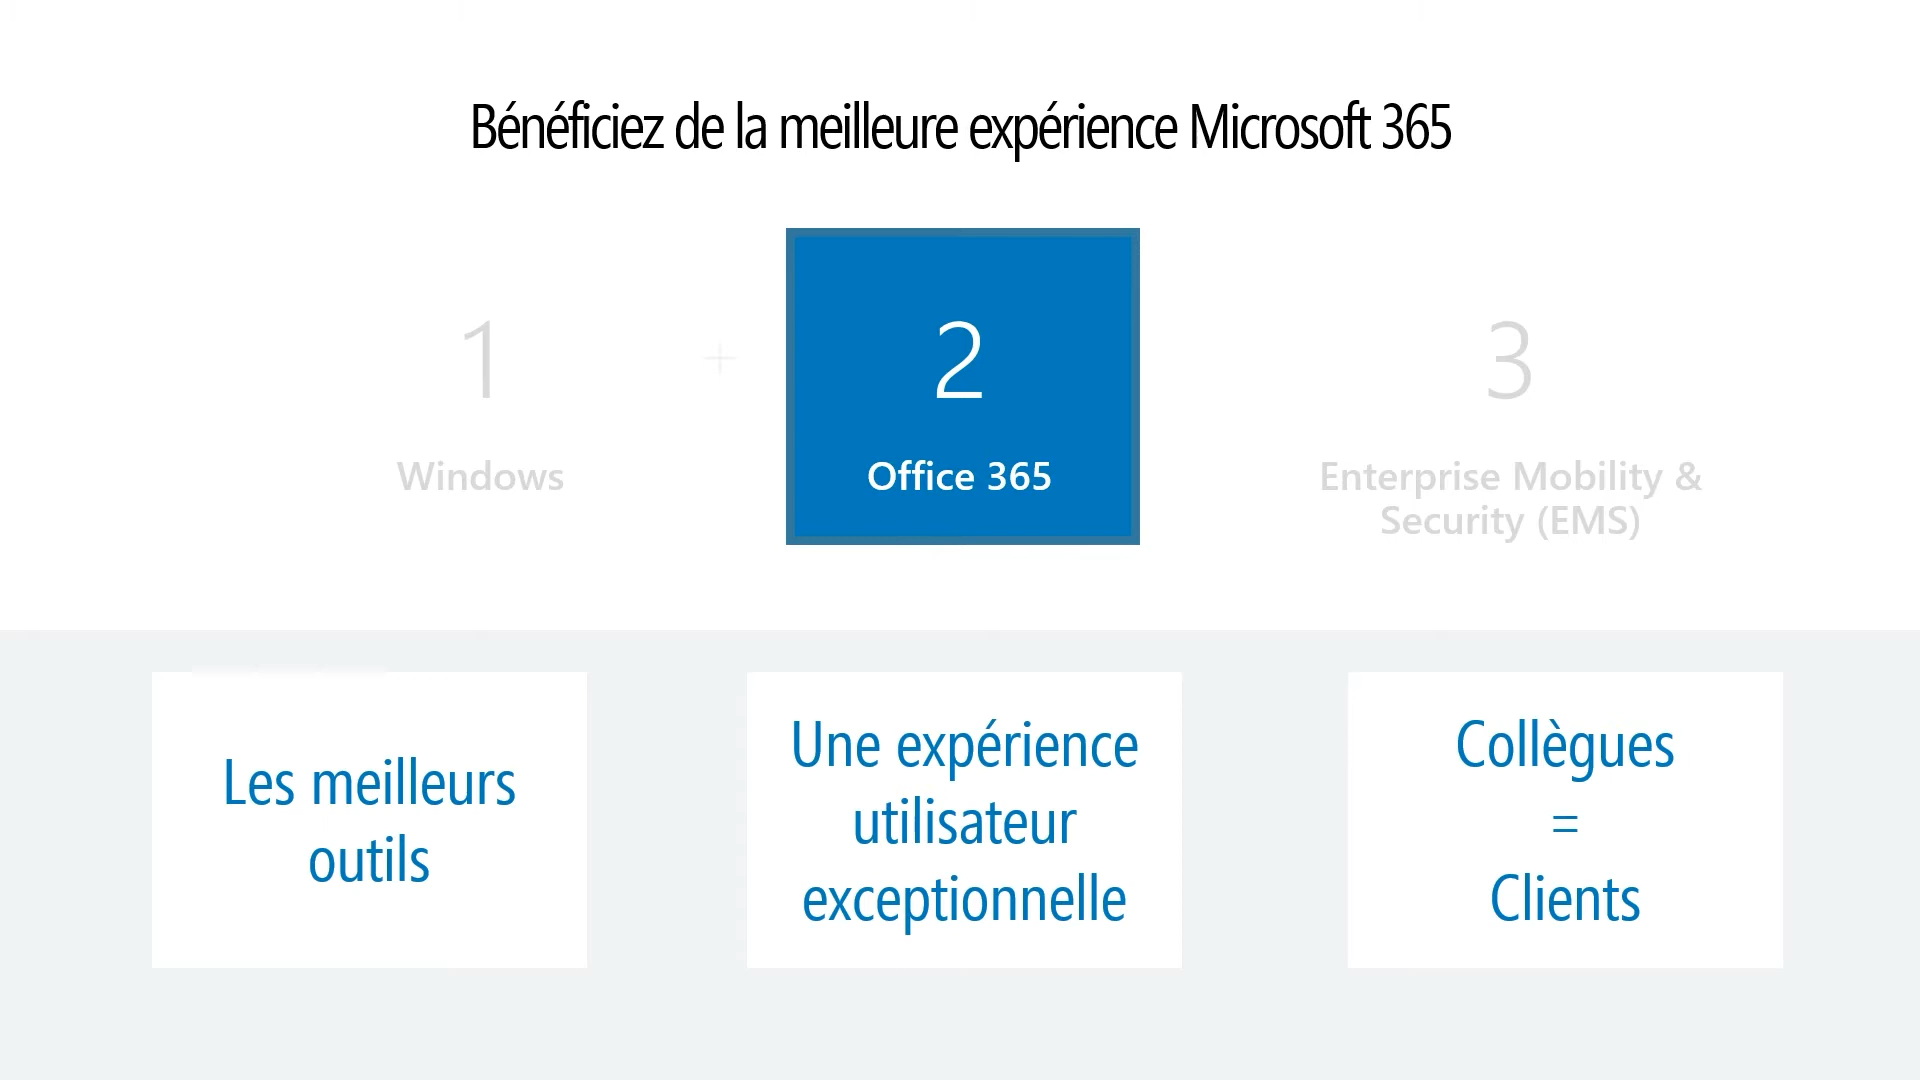 Bénéficiez de la meilleure expérience Microsoft 365
1
+
2
3
Windows
Office 365
Enterprise Mobility &
Security (EMS)
Les meilleurs
outils
Une expérience
utilisateur
exceptionnelle
Collègues
=
Clients